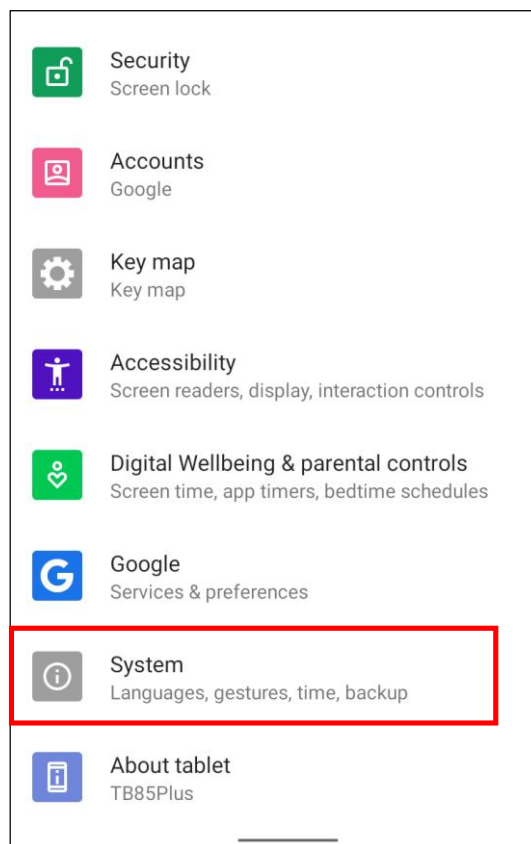 Security
Screen lock
Accounts
Google
Key map
Key map
Accessibility
Screen readers, display, interaction controls
Digital Wellbeing & parental controls
Screen time, app timers, bedtime schedules
G
Google
Services & preferences
System
Languages, gestures, time, backup
About tablet
TB85Plus